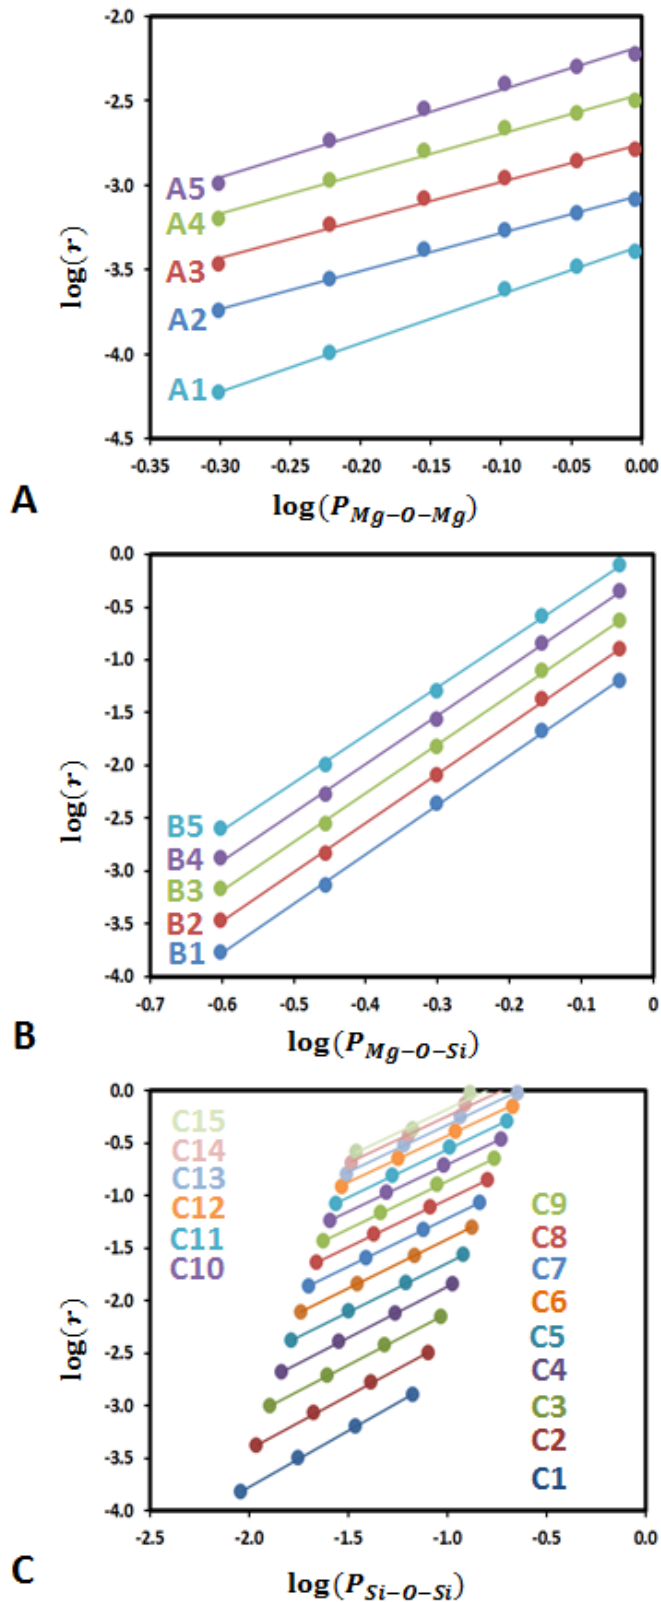 -2.0
-2.5
-3.0
-3.5
-4.0
-4.5
log(r)
A5
A4
A3
A2
A1
-0.35 -0.30 -0.25 -0.20 -0.15 -0.10 -0.05 0.00
log(P Mg-O-Mg)
A
0.0
-0.5
-1.0
-1.5
-2.0
-2.5
-3.0
-3.5
-4.0
log(r)
B5
B4
B3
B2
B1
-0.7 -0.6 -0.5 -0.4 -0.3 -0.2 -0.1 0
log(P Mg-O-Si)
B
0.0
-0.5
-1.0
-1.5
-2.0
-2.5
-3.0
-3.5
-4.0
log(r)
C15
C14
C13
C12
C11
C10
C9
C8
C7
C6
C5
C4
C3
C2
C1
-2.5 -2.0 -1.5 -1.0 -0.5 0.0
log(P Si-O-Si)
C